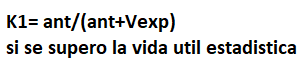 K1= ant/(ant+Vexp)
si se supero la vida util estadistica